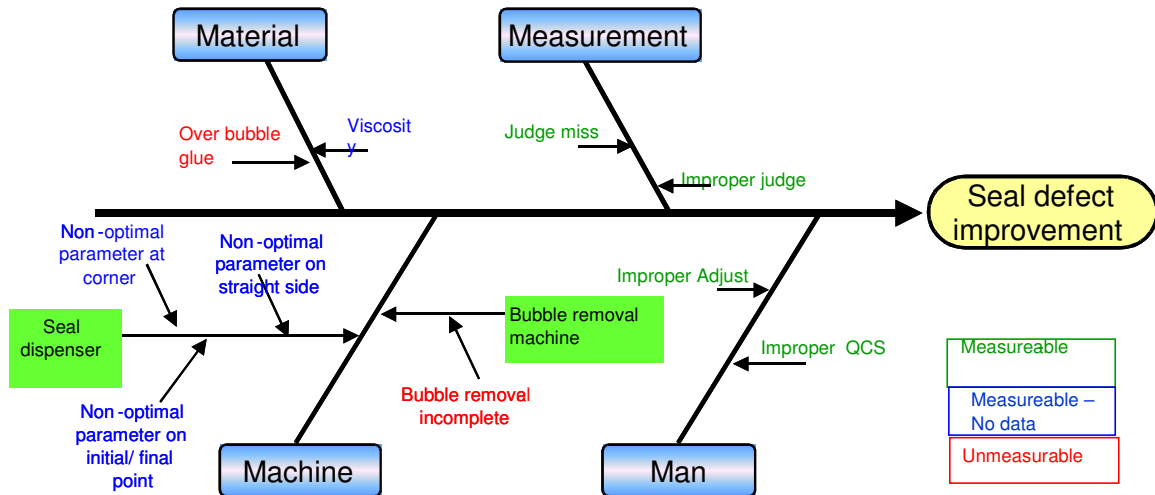 Material
Measurement
Over bubble
glue
Viscosit
y
Judge miss
Improper judge
Seal defect
improvement
Non-optimal
parameter at
corner
Non-optimal
parameter on
straight side
Improper Adjust
Seal
dispenser
Bubble removal
machine
Improper QCS
Non-optimal
parameter on
initial/ final
point
Bubble removal
incomplete
Measureable
Measureable –
No data
Unmeasurable
Machine
Man